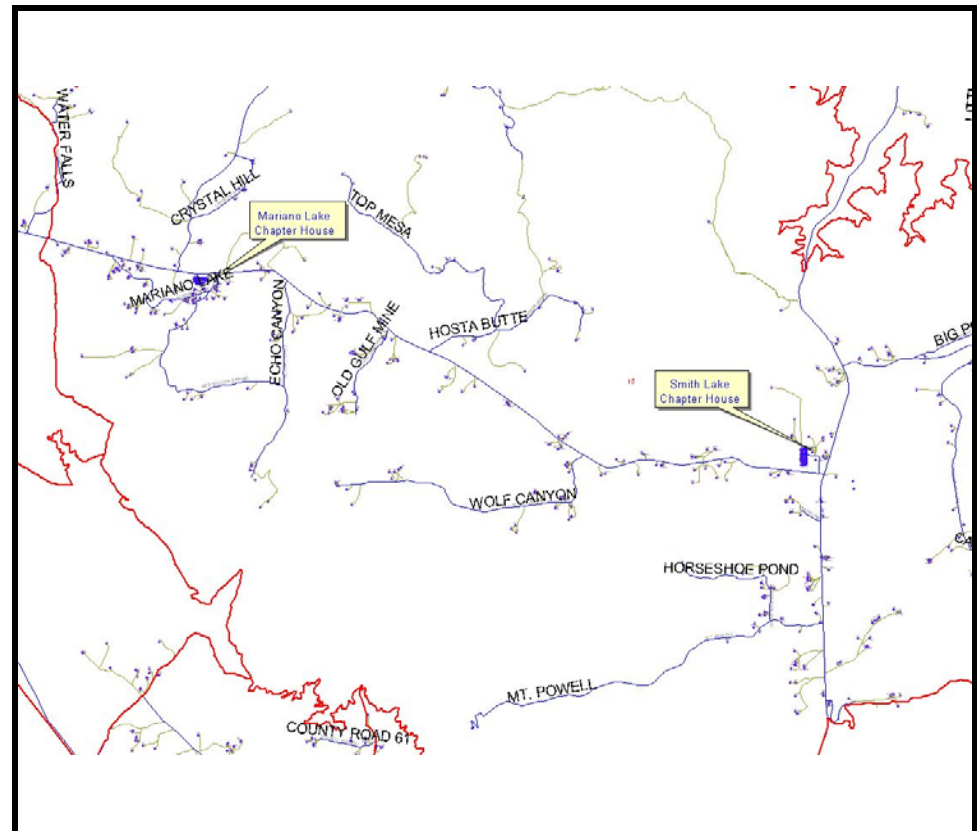 WATER FALLS
CRYSTAL HILL
Mariano Lake
Chapter House
TOP MESA
MARIANO LAKE
ECHO CANYON
OLD GULF MINE
HOSTA BUTTE
BIG PO
Smith Lake
Chapter House
WOLF CANYON
HORSESHOE POND
MT. POWELL
COUNTY ROAD 61